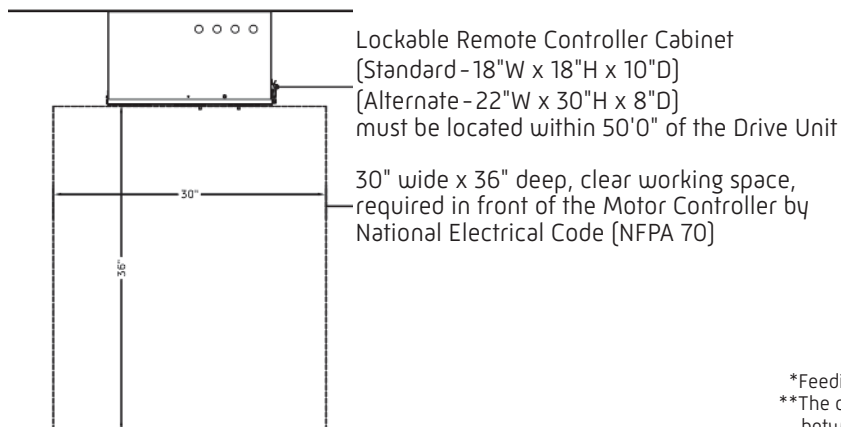 Lockable Remote Controller Cabinet
(Standard-18"W x 18"H x 10"D)
(Alternate-22"W x 30"H x 8"D)
must be located within 50'0" of the Drive Unit
30" wide x 36" deep, clear working space,
required in front of the Motor Controller by
National Electrical Code (NFPA 70)
30"
36"
*Feedi
**The